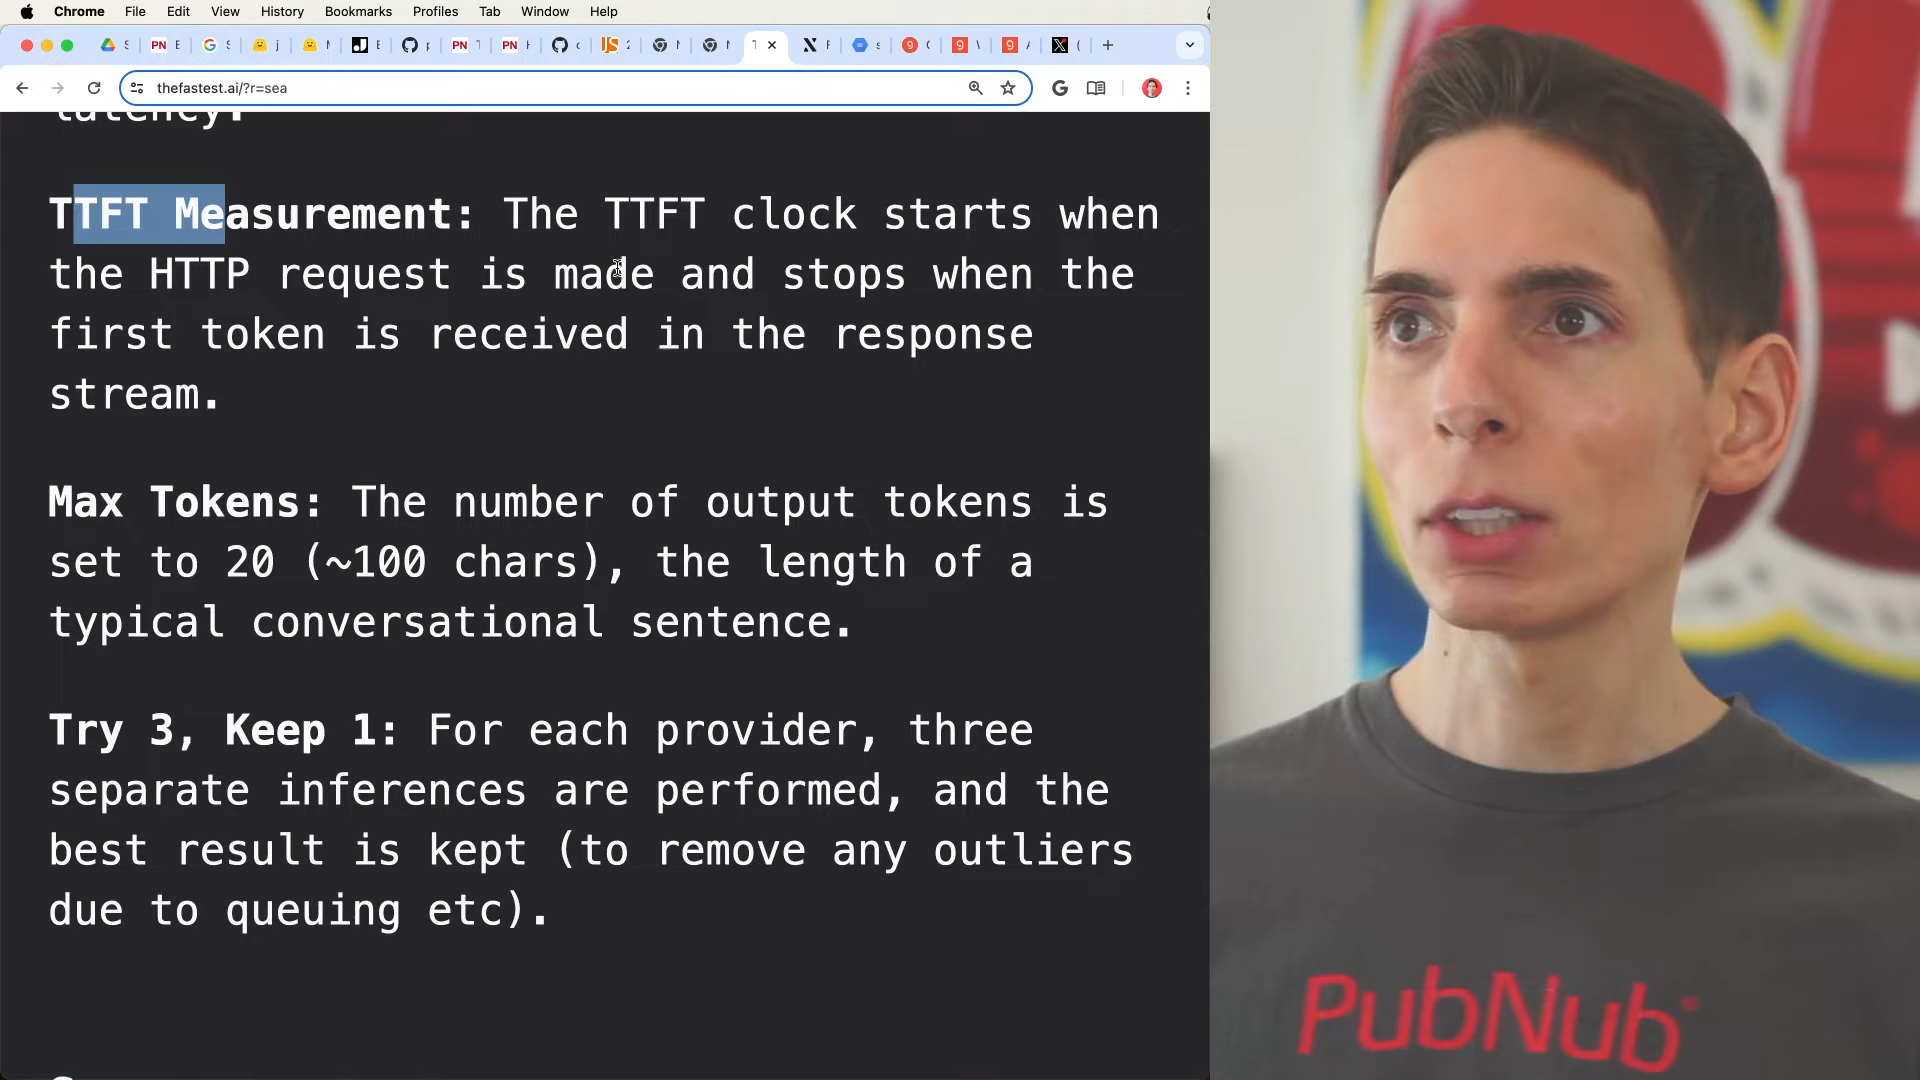 Chrome File Edit View History Bookmarks Profiles Tab Window Help
thefastest.ai/?r=sea
latency.
TTFT Measurement: The TTFT clock starts when
the HTTP request is made and stops when the
first token is received in the response
stream.
Max Tokens: The number of output tokens is
set to 20 (~100 chars), the length of a
typical conversational sentence.
Try 3, Keep 1: For each provider, three
separate inferences are performed, and the
best result is kept (to remove any outliers
due to queuing etc).
PubNub